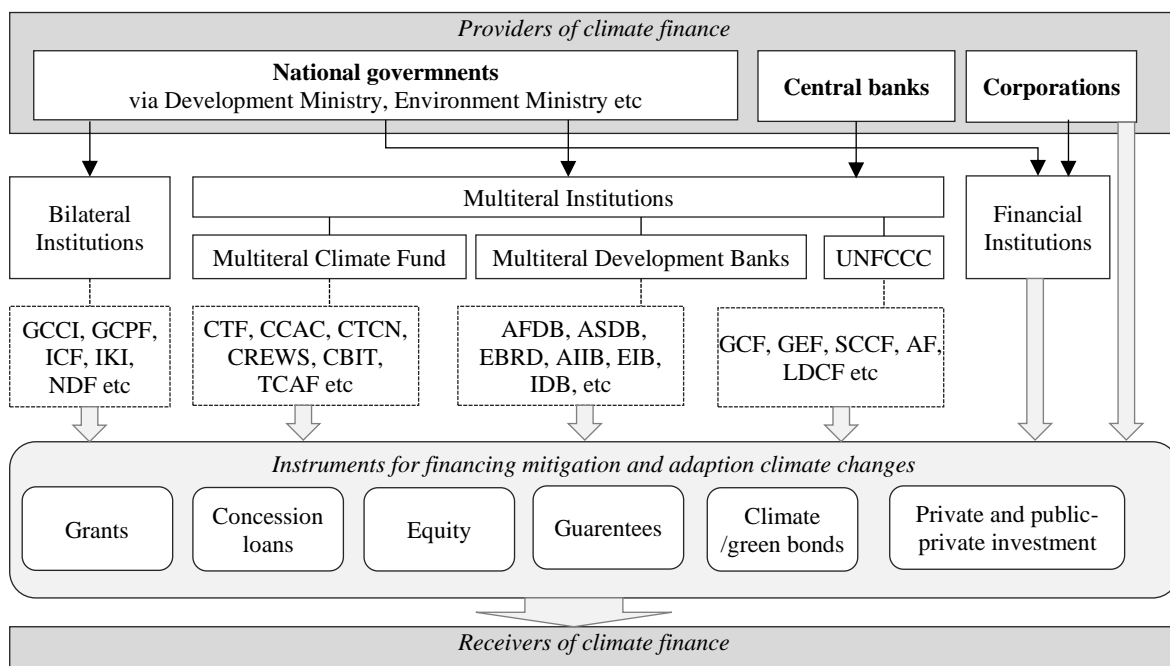 Providers of climate finance
National govermnents
via Development Ministry, Environment Ministry etc
Central banks
Corporations
Bilateral
Institutions
Multiteral Institutions
Financial
Institutions
Multiteral Climate Fund
Multiteral Development Banks
UNFCCC
GCCI, GCPF,
ICF, IKI,
NDF etc
CTF, CCAC, CTCN,
CREWS, CBIT,
TCAF etc
AFDB, ASDB,
EBRD, AIIB, EIB,
IDB, etc
GCF, GEF, SCCF, AF,
LDCF etc
Instruments for financing mitigation and adaption climate changes
Grants
Concession
loans
Equity
Guarentees
Climate
/green bonds
Private and public-
private investment
Receivers of climate finance